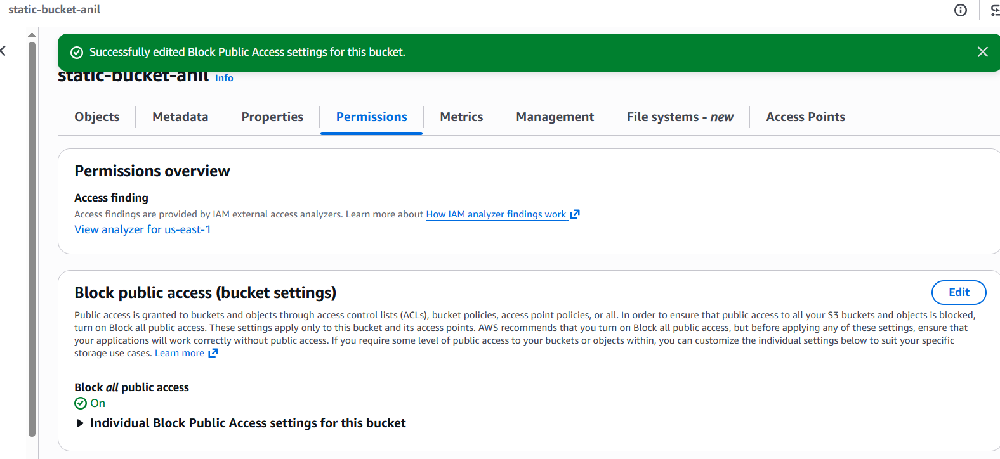 static-bucket-anil
Successfully edited Block Public Access settings for this bucket.
static-bucket-anil Info
Objects
Metadata
Properties
Permissions
Metrics
Management
File systems - new
Access Points
Permissions overview
Access finding
Access findings are provided by IAM external access analyzers. Learn more about How IAM analyzer findings work
View analyzer for us-east-1
Block public access (bucket settings)
Edit
Public access is granted to buckets and objects through access control lists (ACLs), bucket policies, access point policies, or all. In order to ensure that public access to all your S3 buckets and objects is blocked,
turn on Block all public access. These settings apply only to this bucket and its access points. AWS recommends that you turn on Block all public access, but before applying any of these settings, ensure that
your applications will work correctly without public access. If you require some level of public access to your buckets or objects within, you can customize the individual settings below to suit your specific
storage use cases. Learn more
Block all public access
On
Individual Block Public Access settings for this bucket